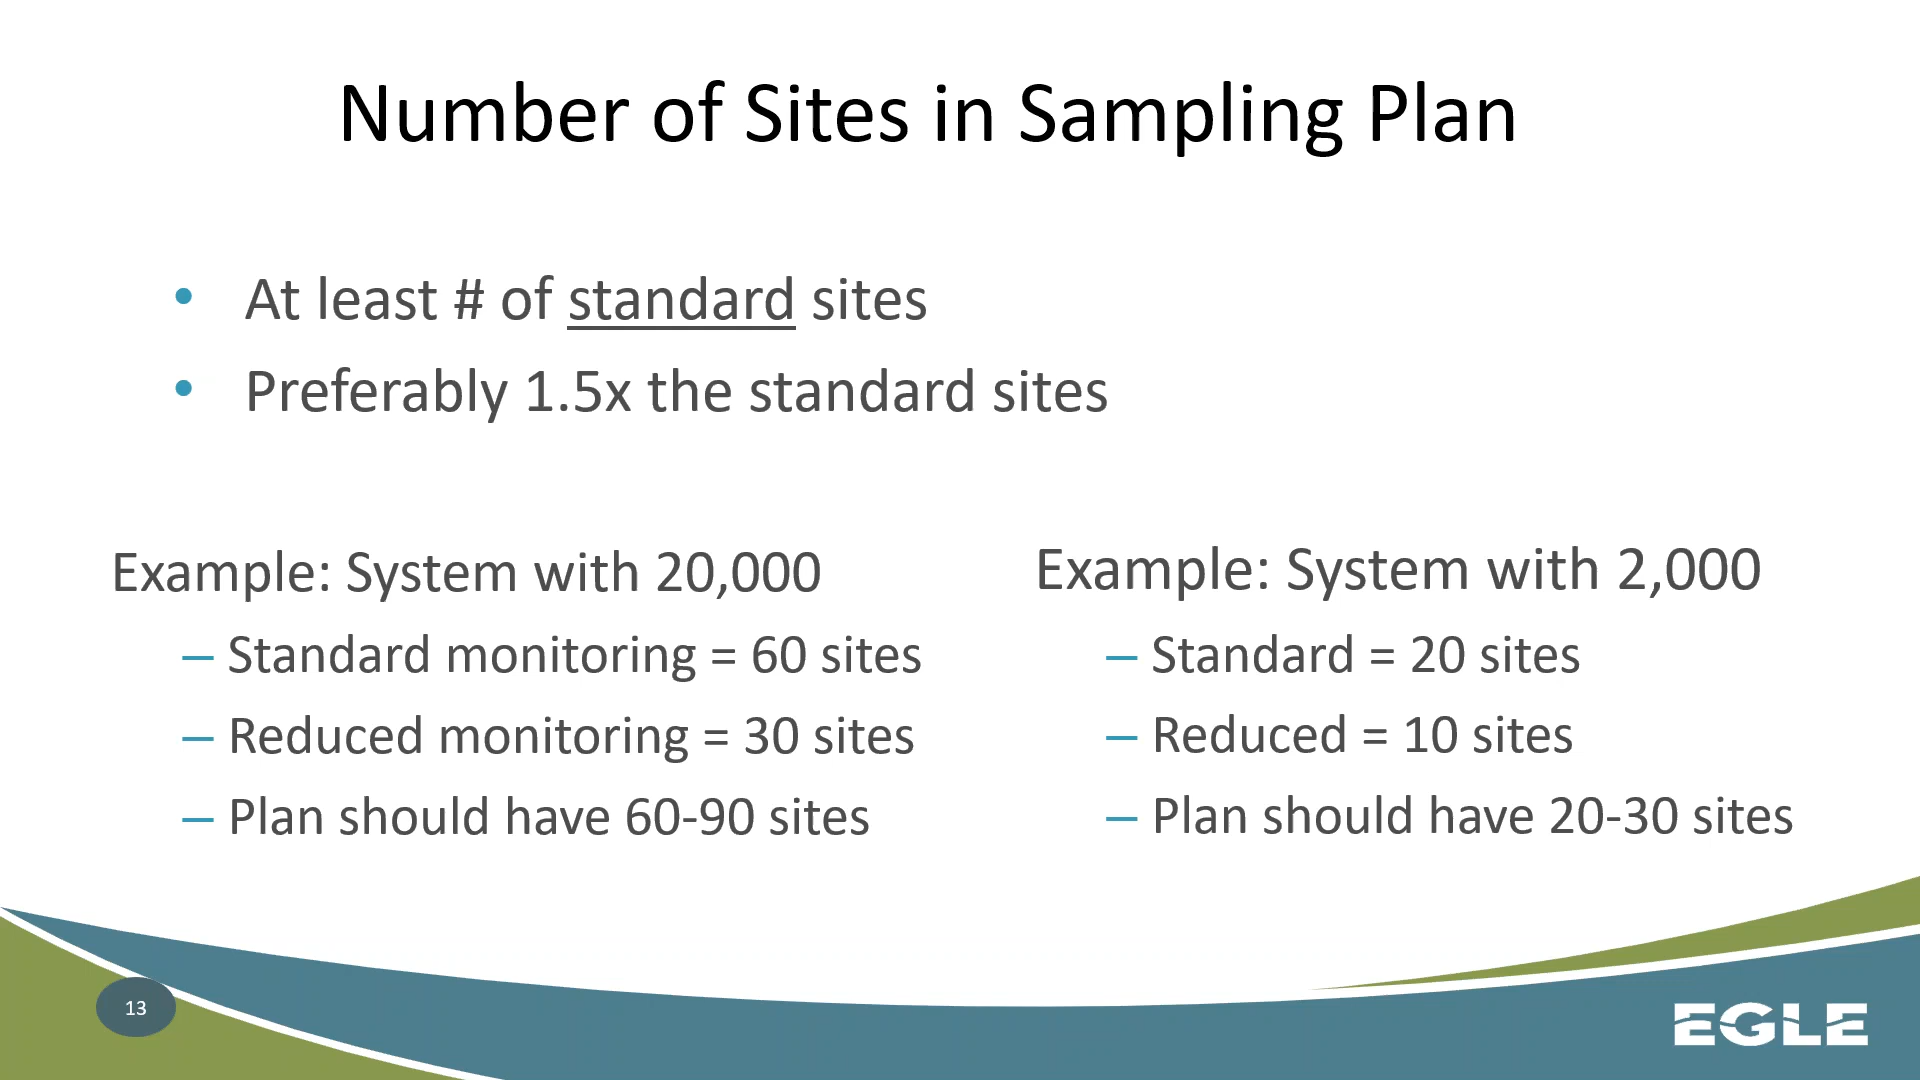 Number of Sites in Sampling Plan
• At least # of standard sites
• Preferably 1.5x the standard sites
Example: System with 20,000
– Standard monitoring = 60 sites
– Reduced monitoring = 30 sites
– Plan should have 60-90 sites
Example: System with 2,000
– Standard = 20 sites
– Reduced = 10 sites
– Plan should have 20-30 sites
13
EGLE